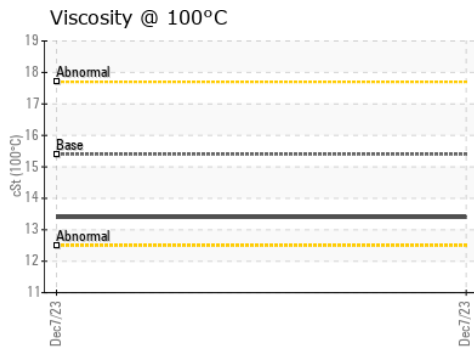 Viscosity @ 100°C
19
18
17
16
15
14
13
12
11
cSt (100°C)
Abnormal
Base
Abnormal
Dec7/23
Dec7/23